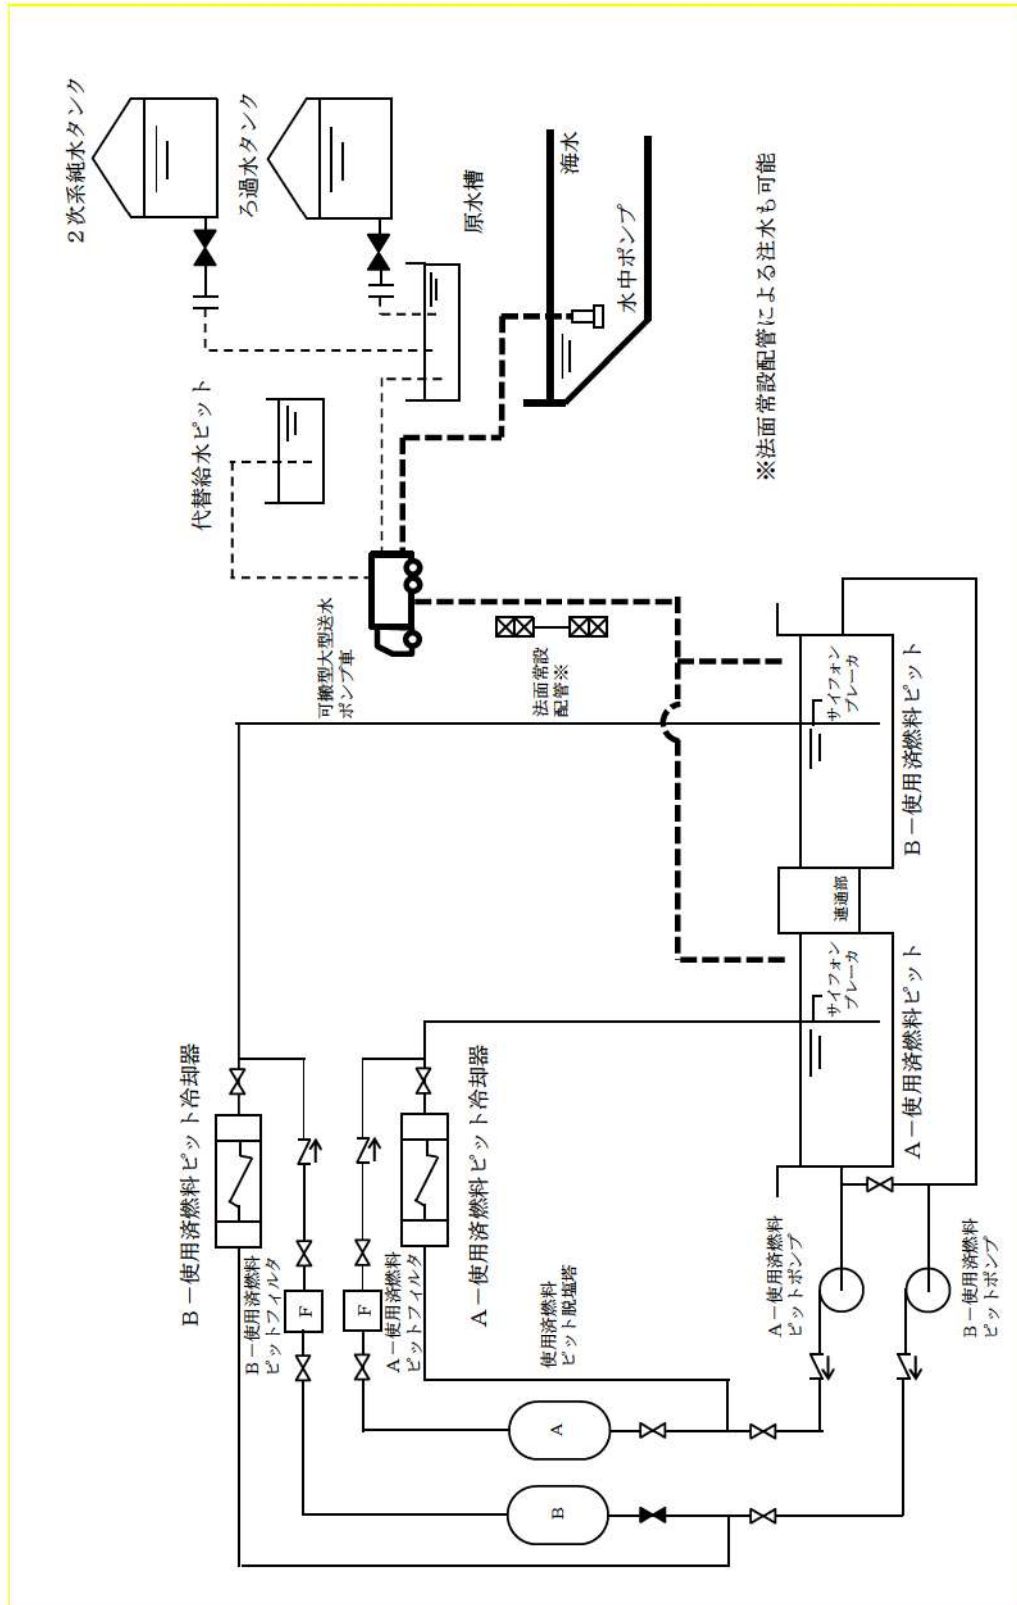 2次系純水タンク
ろ過水タンク
原水槽
海水
水中ポンプ
代替給水ピット
※法面常設配管による注水も可能
可搬型大型送水
ポンプ車
法面常設
配管※
サイフォン
ブレーカ
B－使用済燃料ピット
連通部
サイフォン
ブレーカ
A－使用済燃料ピット
B－使用済燃料ピット冷却器
B－使用済燃料
ピットフィルタ
F
F
A－使用済燃料
ピットフィルタ
A－使用済燃料ピット冷却器
使用済燃料
ピット脱塩塔
A
B
A－使用済燃料
ピットポンプ
B－使用済燃料
ピットポンプ